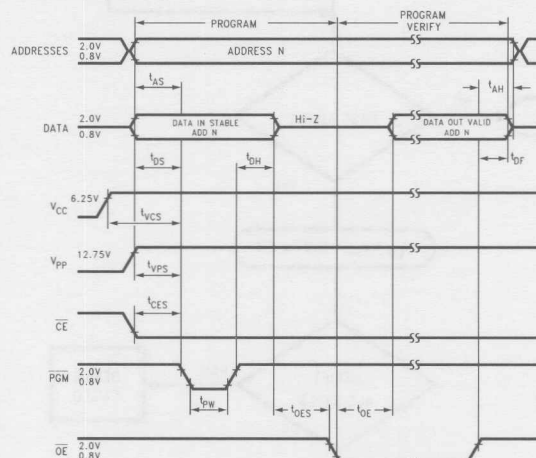 PROGRAM
PROGRAM
VERIFY
ADDRESSES 2.0V
0.8V
ADDRESS N
tAS
tAH
DATA 2.0V
0.8V
DATA IN STABLE
ADD N
Hi-Z
DATA OUT VALID
ADD N
tDS
tDH
tDF
VCC 6.25V
tVCS
VPP 12.75V
tVPS
CE
tCES
PGM 2.0V
0.8V
tPW
tOES
tOE
OE 2.0V
0.8V